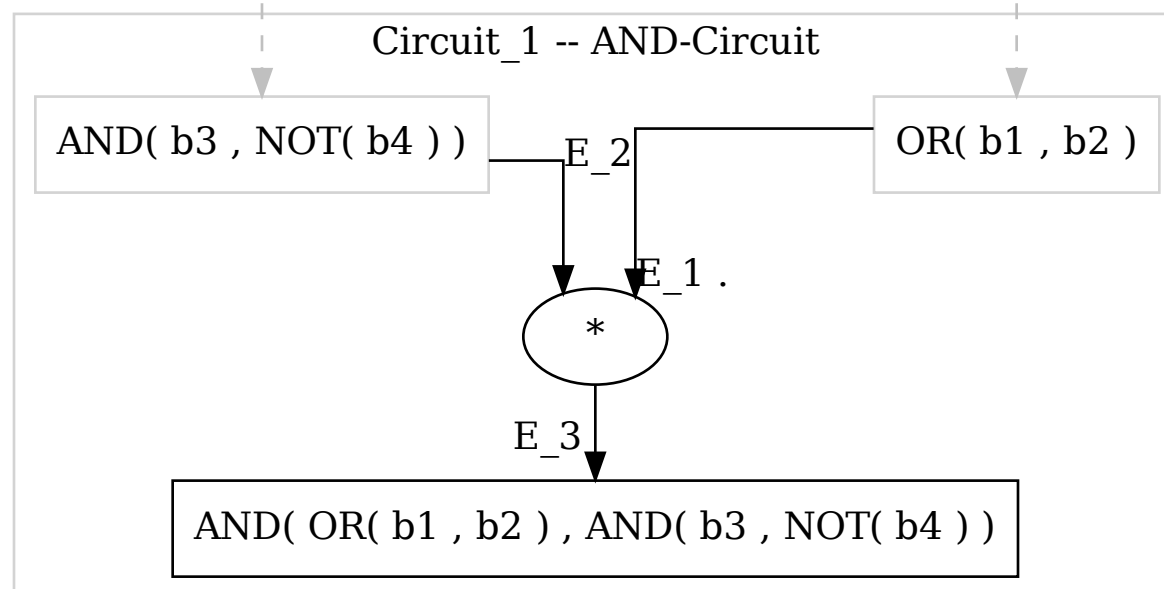 Circuit_1 -- AND-Circuit
AND( b3 , NOT( b4 ) )
E_2
OR( b1 , b2 )
E_1 .
*
E_3
AND( OR( b1 , b2 ) , AND( b3 , NOT( b4 ) )